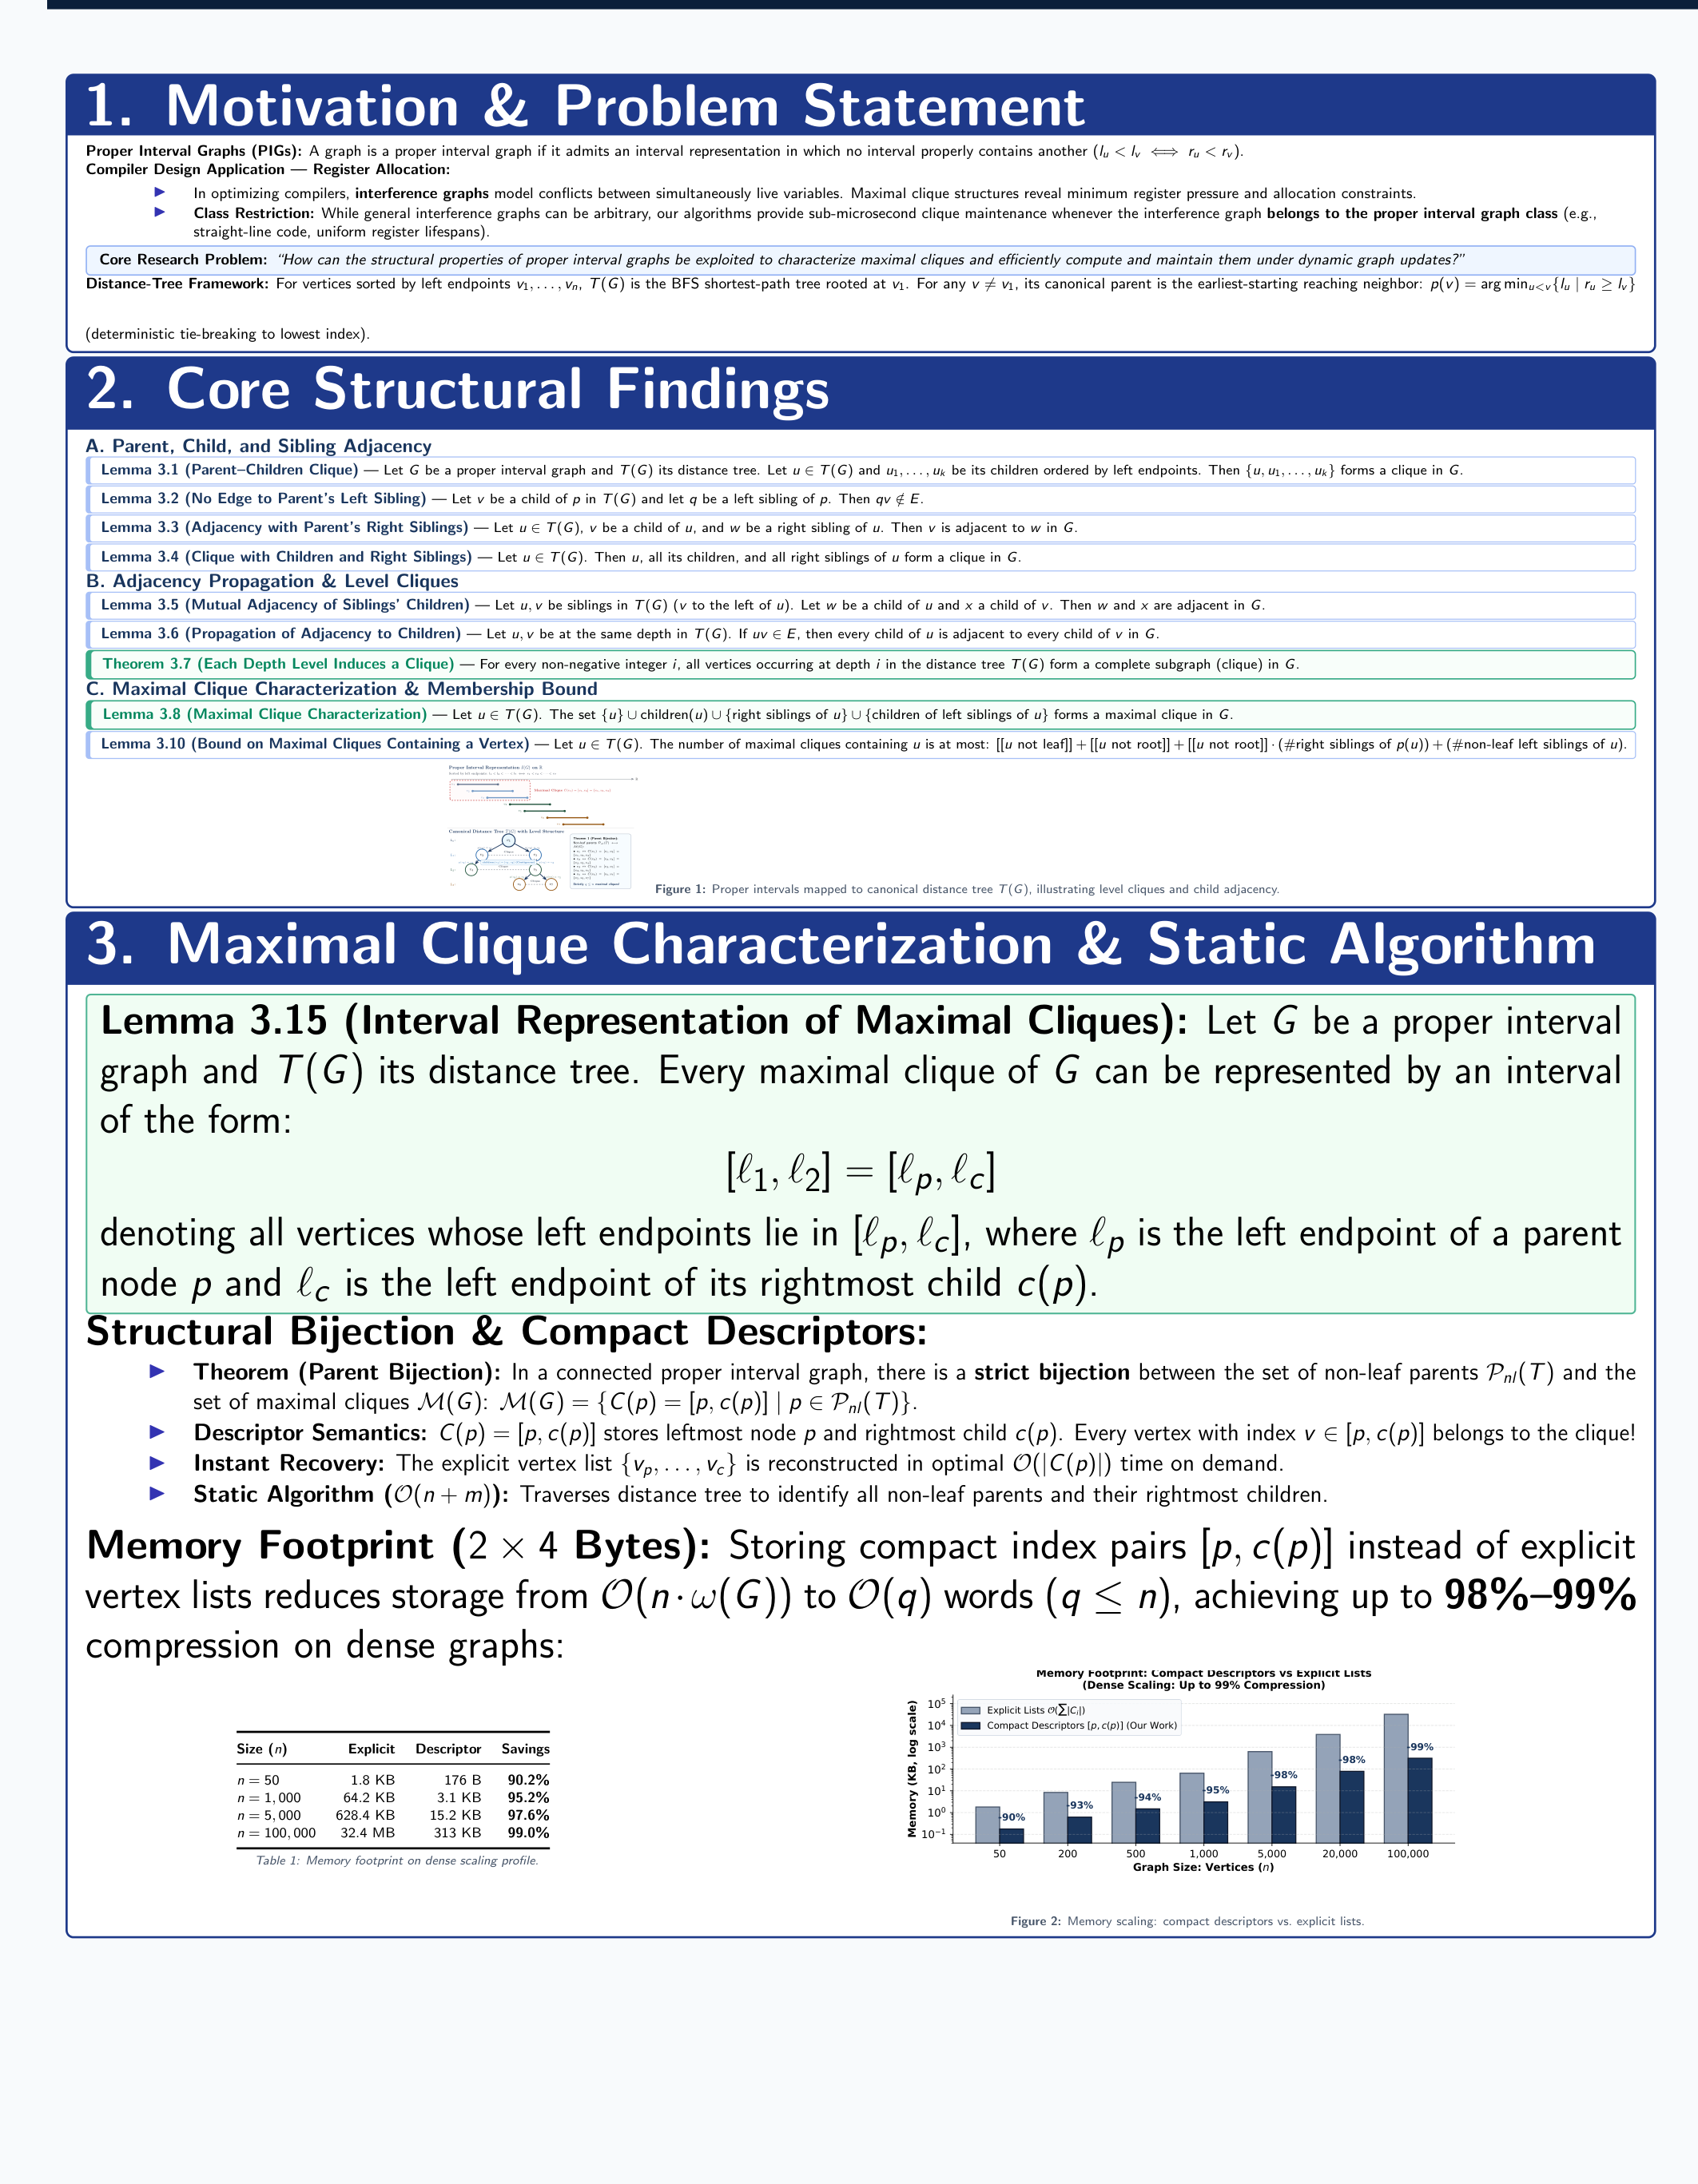 1. Motivation & Problem Statement
Proper Interval Graphs (PIGs): A graph is a proper interval graph if it admits an interval representation in which no interval properly contains another (l_u < l_v ⟺ r_u < r_v).
Compiler Design Application — Register Allocation:
▶ In optimizing compilers, interference graphs model conflicts between simultaneously live variables. Maximal clique structures reveal minimum register pressure and allocation constraints.
▶ Class Restriction: While general interference graphs can be arbitrary, our algorithms provide sub-microsecond clique maintenance whenever the interference graph belongs to the proper interval graph class (e.g.,
straight-line code, uniform register lifespans).
Core Research Problem: “How can the structural properties of proper interval graphs be exploited to characterize maximal cliques and efficiently compute and maintain them under dynamic graph updates?”
Distance-Tree Framework: For vertices sorted by left endpoints v_1, . . . , v_n, T(G) is the BFS shortest-path tree rooted at v_1. For any v ≠ v_1, its canonical parent is the earliest-starting reaching neighbor: p(v) = arg min_{u<v}{l_u | r_u ≥ l_v}
(deterministic tie-breaking to lowest index).
2. Core Structural Findings
A. Parent, Child, and Sibling Adjacency
Lemma 3.1 (Parent–Children Clique) — Let G be a proper interval graph and T(G) its distance tree. Let u ∈ T(G) and u_1, . . . , u_k be its children ordered by left endpoints. Then {u, u_1, . . . , u_k} forms a clique in G.
Lemma 3.2 (No Edge to Parent's Left Sibling) — Let v be a child of p in T(G) and let q be a left sibling of p. Then qv ∉ E.
Lemma 3.3 (Adjacency with Parent's Right Siblings) — Let u ∈ T(G), v be a child of u, and w be a right sibling of u. Then v is adjacent to w in G.
Lemma 3.4 (Clique with Children and Right Siblings) — Let u ∈ T(G). Then u, all its children, and all right siblings of u form a clique in G.
B. Adjacency Propagation & Level Cliques
Lemma 3.5 (Mutual Adjacency of Siblings' Children) — Let u, v be siblings in T(G) (v to the left of u). Let w be a child of u and x a child of v. Then w and x are adjacent in G.
Lemma 3.6 (Propagation of Adjacency to Children) — Let u, v be at the same depth in T(G). If uv ∈ E, then every child of u is adjacent to every child of v in G.
Theorem 3.7 (Each Depth Level Induces a Clique) — For every non-negative integer i, all vertices occurring at depth i in the distance tree T(G) form a complete subgraph (clique) in G.
C. Maximal Clique Characterization & Membership Bound
Lemma 3.8 (Maximal Clique Characterization) — Let u ∈ T(G). The set {u} ∪ children(u) ∪ {right siblings of u} ∪ {children of left siblings of u} forms a maximal clique in G.
Lemma 3.10 (Bound on Maximal Cliques Containing a Vertex) — Let u ∈ T(G). The number of maximal cliques containing u is at most: [[u not leaf]] + [[u not root]] + [[u not root]] · (#right siblings of p(u)) + (#non-leaf left siblings of u).
Proper Interval Representation
Canonical Distance Tree T(G) with Level Structure
Figure 1: Proper intervals mapped to canonical distance tree T(G), illustrating level cliques and child adjacency.
3. Maximal Clique Characterization & Static Algorithm
Lemma 3.15 (Interval Representation of Maximal Cliques): Let G be a proper interval
graph and T(G) its distance tree. Every maximal clique of G can be represented by an interval
of the form:
[ℓ_1, ℓ_2] = [ℓ_p, ℓ_c]
denoting all vertices whose left endpoints lie in [ℓ_p, ℓ_c], where ℓ_p is the left endpoint of a parent
node p and ℓ_c is the left endpoint of its rightmost child c(p).
Structural Bijection & Compact Descriptors:
▶ Theorem (Parent Bijection): In a connected proper interval graph, there is a strict bijection between the set of non-leaf parents 𝒫_nl(T) and the
set of maximal cliques ℳ(G): ℳ(G) = {C(p) = [p, c(p)] | p ∈ 𝒫_nl(T)}.
▶ Descriptor Semantics: C(p) = [p, c(p)] stores leftmost node p and rightmost child c(p). Every vertex with index v ∈ [p, c(p)] belongs to the clique!
▶ Instant Recovery: The explicit vertex list {v_p, . . . , v_c} is reconstructed in optimal 𝒪(|C(p)|) time on demand.
▶ Static Algorithm (𝒪(n + m)): Traverses distance tree to identify all non-leaf parents and their rightmost children.
Memory Footprint (2 × 4 Bytes): Storing compact index pairs [p, c(p)] instead of explicit
vertex lists reduces storage from 𝒪(n · ω(G)) to 𝒪(q) words (q ≤ n), achieving up to 98%–99%
compression on dense graphs:
Size (n) Explicit Descriptor Savings
n = 50 1.8 KB 176 B 90.2%
n = 1, 000 64.2 KB 3.1 KB 95.2%
n = 5, 000 628.4 KB 15.2 KB 97.6%
n = 100, 000 32.4 MB 313 KB 99.0%
Table 1: Memory footprint on dense scaling profile.
Memory Footprint: Compact Descriptors vs Explicit Lists
(Dense Scaling: Up to 99% Compression)
Explicit Lists 𝒪(∑|C_i|)
Compact Descriptors [p, c(p)] (Our Work)
Memory (KB, log scale)
10^5
10^4
10^3
10^2
10^1
10^0
10^−1
-90%
-93%
-94%
-95%
-98%
-98%
-99%
50 200 500 1,000 5,000 20,000 100,000
Graph Size: Vertices (n)
Figure 2: Memory scaling: compact descriptors vs. explicit lists.